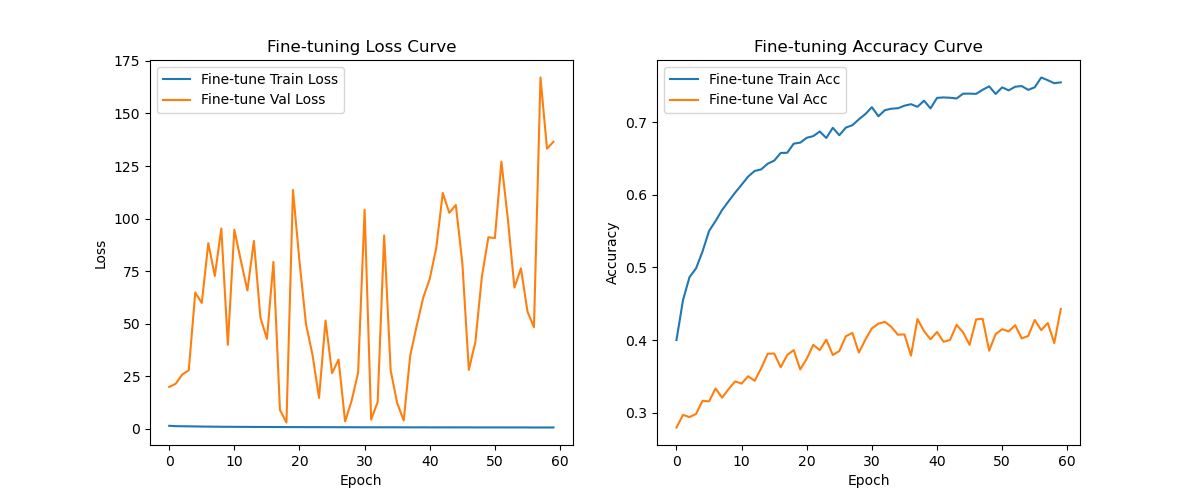 Fine-tuning Loss Curve
Fine-tune Train Loss
Fine-tune Val Loss
175
150
125
100
75
50
25
0
Loss
0 10 20 30 40 50 60
Epoch
Fine-tuning Accuracy Curve
Fine-tune Train Acc
Fine-tune Val Acc
0.7
0.6
0.5
0.4
0.3
Accuracy
0 10 20 30 40 50 60
Epoch